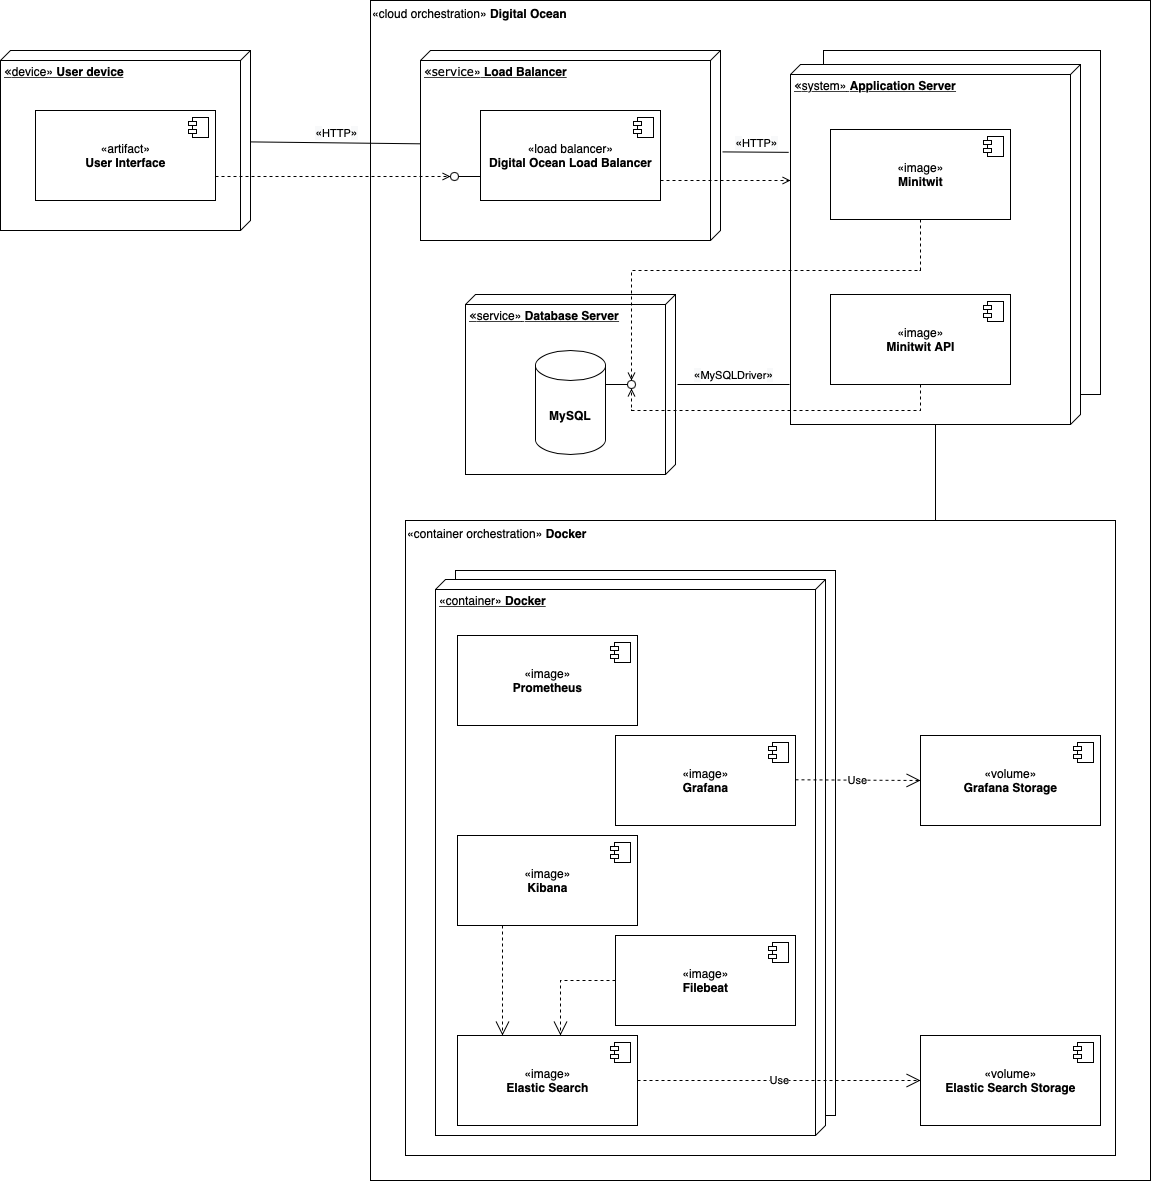 «cloud orchestration» Digital Ocean
«device» User device
«artifact»
User Interface
«HTTP»
«service» Load Balancer
«load balancer»
Digital Ocean Load Balancer
«HTTP»
«system» Application Server
«image»
Minitwit
«image»
Minitwit API
«service» Database Server
MySQL
«MySQLDriver»
«container orchestration» Docker
«container» Docker
«image»
Prometheus
«image»
Grafana
Use
«volume»
Grafana Storage
«image»
Kibana
«image»
Filebeat
«image»
Elastic Search
Use
«volume»
Elastic Search Storage